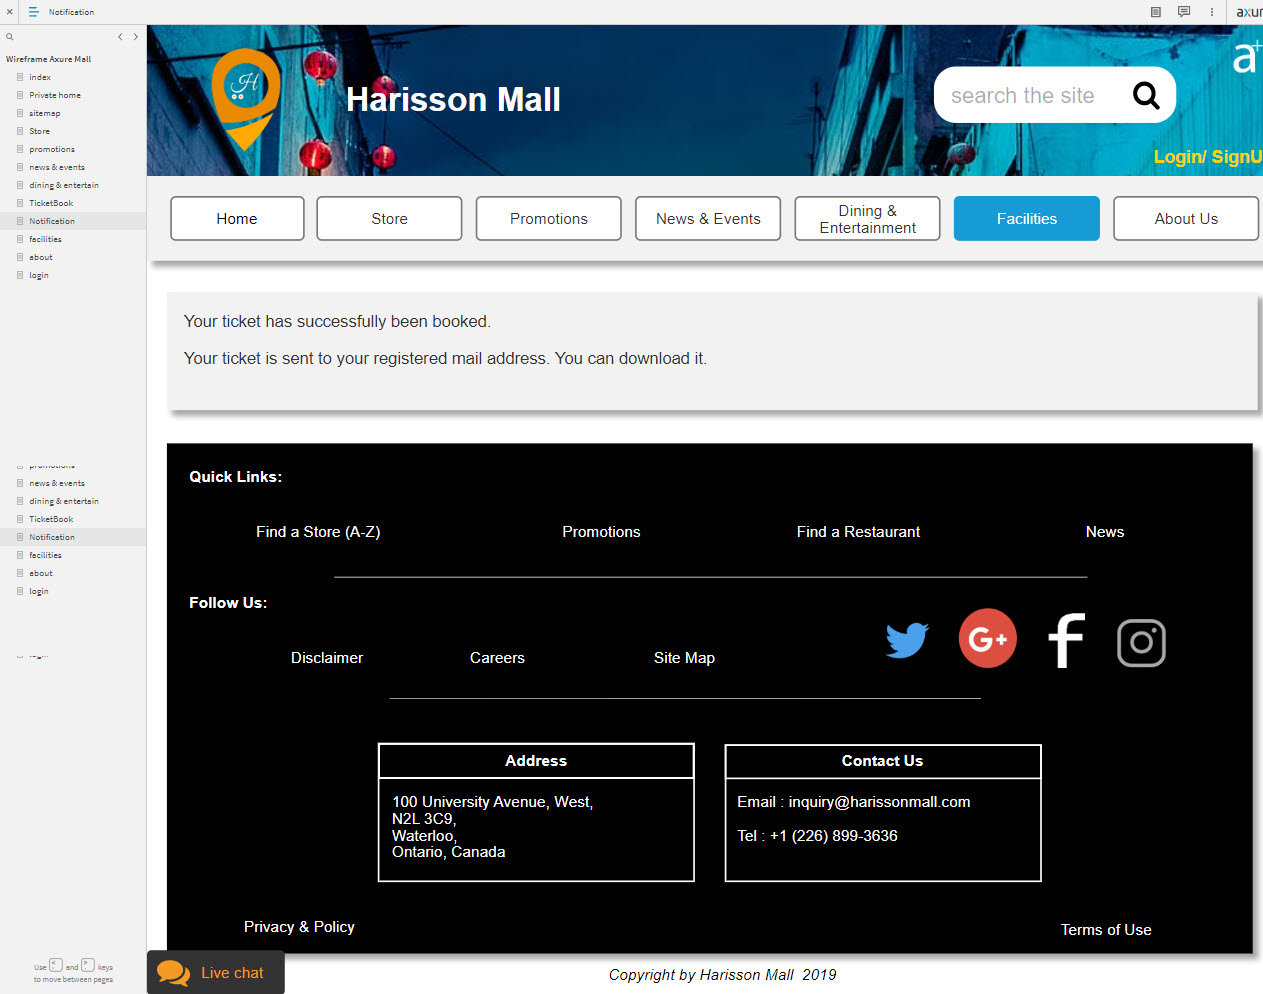 Notification
axur
Wireframe Axure Mall
index
Private home
sitemap
Store
promotions
news & events
dining & entertain
TicketBook
Notification
facilities
about
login
news & events
dining & entertain
TicketBook
Notification
facilities
about
login
Use < and > keys
to move between pages
H
Harisson Mall
search the site
a+
Login/ SignU
Home
Store
Promotions
News & Events
Dining &
Entertainment
Facilities
About Us
Your ticket has successfully been booked.
Your ticket is sent to your registered mail address. You can download it.
Quick Links:
Find a Store (A-Z)
Promotions
Find a Restaurant
News
Follow Us:
Disclaimer
Careers
Site Map
G+
f
Address
100 University Avenue, West,
N2L 3C9,
Waterloo,
Ontario, Canada
Contact Us
Email : inquiry@harissonmall.com
Tel : +1 (226) 899-3636
Privacy & Policy
Terms of Use
Live chat
Copyright by Harisson Mall 2019